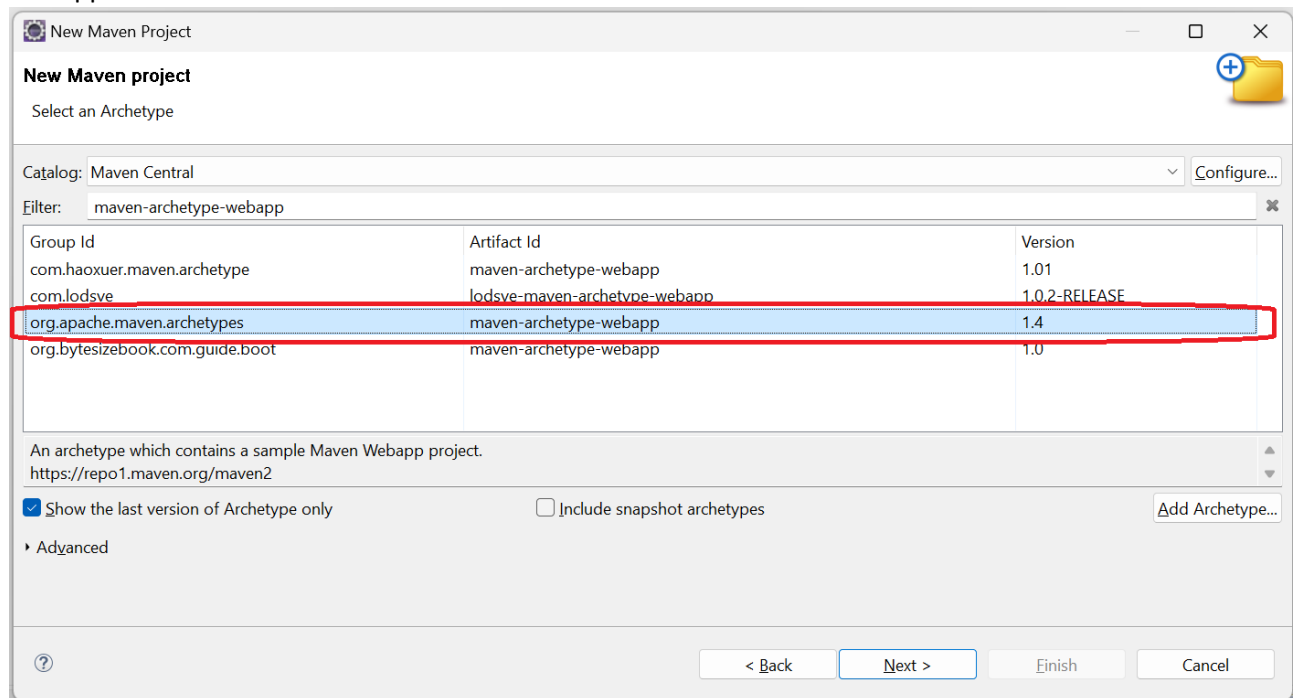 New Maven Project
New Maven project
Select an Archetype
Catalog: Maven Central Configure...
Filter: maven-archetype-webapp
Group Id Artifact Id Version
com.haoxuer.maven.archetype maven-archetype-webapp 1.01
com.lodsve lodsve-maven-archetype-webapp 1.0.2-RELEASE
org.apache.maven.archetypes maven-archetype-webapp 1.4
org.bytesizebook.com.guide.boot maven-archetype-webapp 1.0
An archetype which contains a sample Maven Webapp project.
https://repo1.maven.org/maven2
Show the last version of Archetype only Include snapshot archetypes Add Archetype...
Advanced
? < Back Next > Finish Cancel